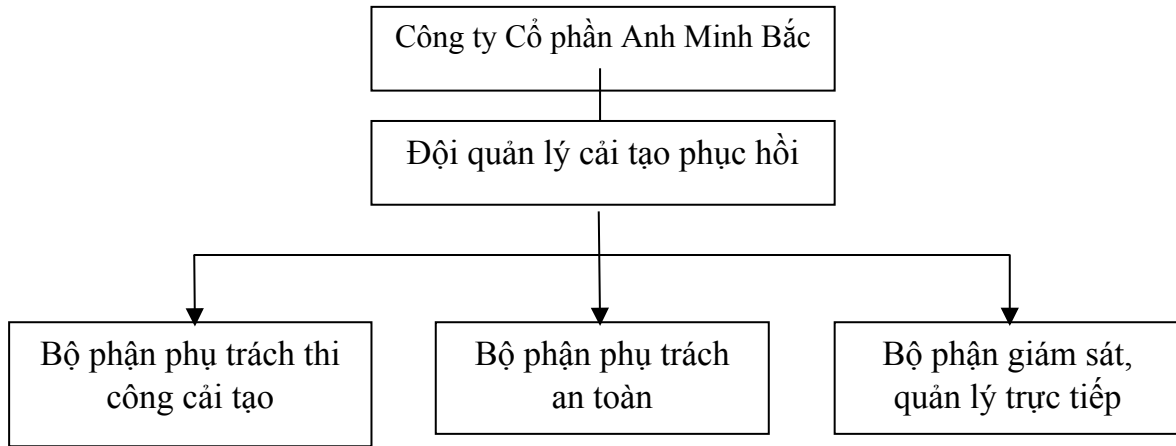 Công ty Cổ phần Anh Minh Bắc
Đội quản lý cải tạo phục hồi
Bộ phận phụ trách thi
công cải tạo
Bộ phận phụ trách
an toàn
Bộ phận giám sát,
quản lý trực tiếp